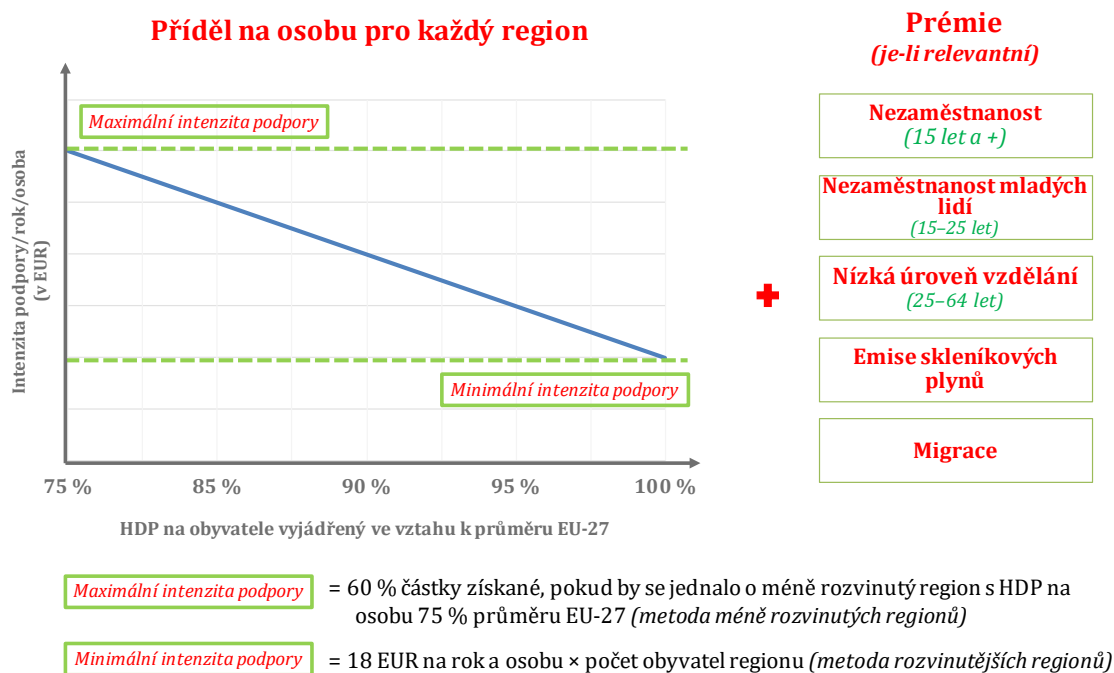 Příděl na osobu pro každý region
Prémie
(je-li relevantní)
Intenzita podpory/rok/osoba
(v EUR)
Maximální intenzita podpory
Minimální intenzita podpory
75 %
85 %
90 %
95 %
100 %
HDP na obyvatele vyjádřený ve vztahu k průměru EU-27
+
Nezaměstnanost
(15 let a +)
Nezaměstnanost mladých
lidí
(15–25 let)
Nízká úroveň vzdělání
(25–64 let)
Emise skleníkových
plynů
Migrace
Maximální intenzita podpory = 60 % částky získané, pokud by se jednalo o méně rozvinutý region s HDP na
osobu 75 % průměru EU-27 (metoda méně rozvinutých regionů)
Minimální intenzita podpory = 18 EUR na rok a osobu × počet obyvatel regionu (metoda rozvinutějších regionů)